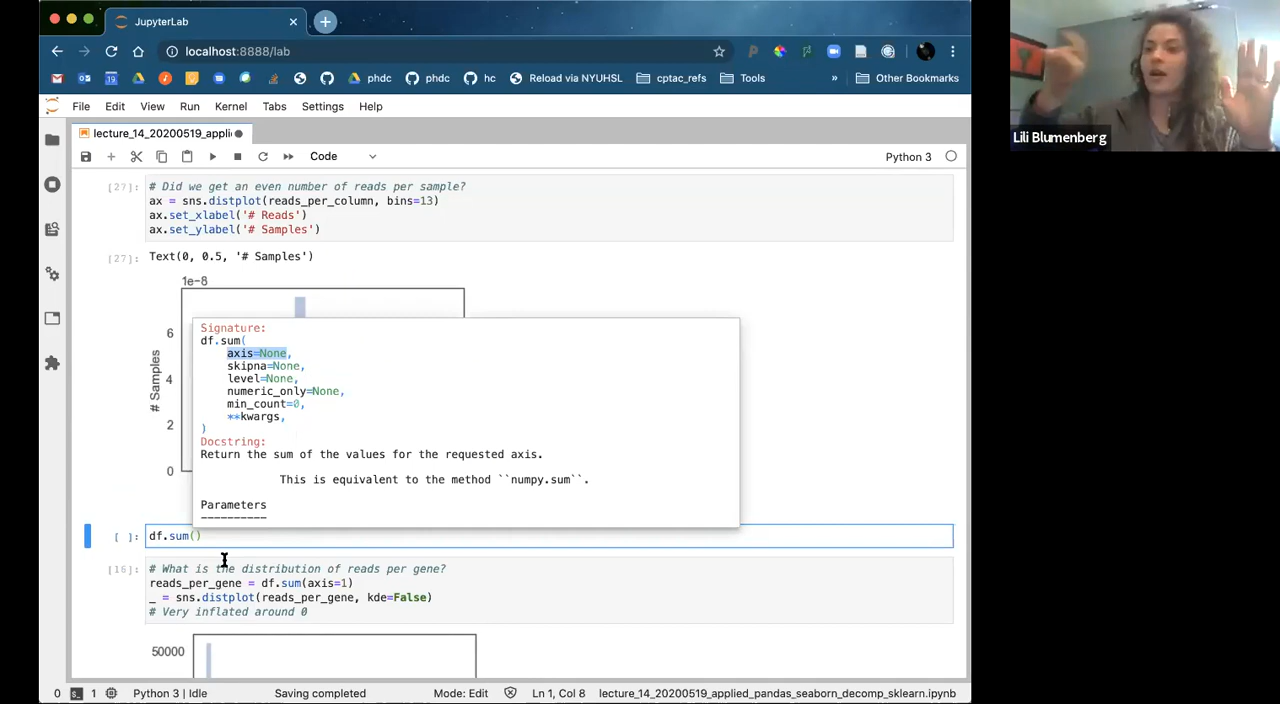 JupyterLab
localhost:8888/lab
phdc
phdc
hc
Reload via NYUHSL
cptac_refs
Tools
»
Other Bookmarks
File Edit View Run Kernel Tabs Settings Help
lecture_14_20200519_appli
Code
Python 3
[27]:
# Did we get an even number of reads per sample?
ax = sns.distplot(reads_per_column, bins=13)
ax.set_xlabel('# Reads')
ax.set_ylabel('# Samples')
[27]:
Text(0, 0.5, '# Samples')
1e-8
6
4
2
0
# Samples
Signature:
df.sum(
axis=None,
skipna=None,
level=None,
numeric_only=None,
min_count=0,
**kwargs,
)
Docstring:
Return the sum of the values for the requested axis.
This is equivalent to the method ``numpy.sum``.
Parameters
----------
[ ]:
df.sum()
[16]:
# What is the distribution of reads per gene?
reads_per_gene = df.sum(axis=1)
_ = sns.distplot(reads_per_gene, kde=False)
# Very inflated around 0
50000
0 1 Python 3 | Idle Saving completed Mode: Edit Ln 1, Col 8 lecture_14_20200519_applied_pandas_seaborn_decomp_sklearn.ipynb
Lili Blumenberg